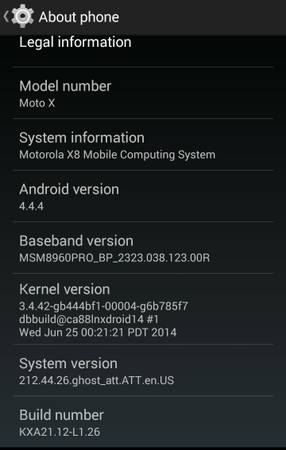 About phone
Legal information
Model number
Moto X
System information
Motorola X8 Mobile Computing System
Android version
4.4.4
Baseband version
MSM8960PRO_BP_2323.038.123.00R
Kernel version
3.4.42-gb444bf1-00004-g6b785f7
dbbuild@ca88lnxdroid14 #1
Wed Jun 25 00:21:21 PDT 2014
System version
212.44.26.ghost_att.ATT.en.US
Build number
KXA21.12-L1.26